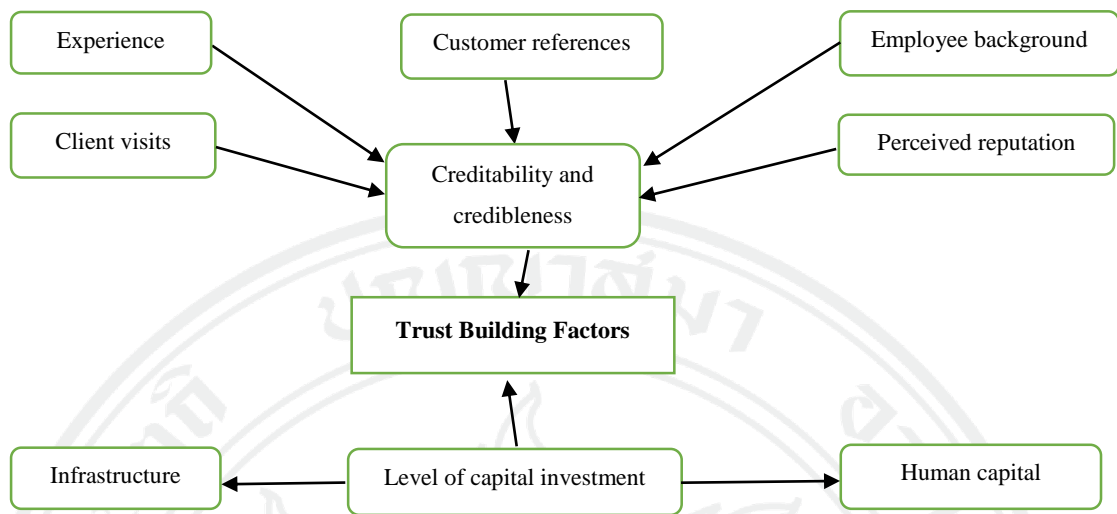 Experience
Customer references
Employee background
Client visits
Perceived reputation
Creditability and
credibleness
Trust Building Factors
Infrastructure
Level of capital investment
Human capital